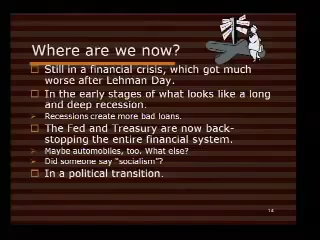 Where are we now?
Still in a financial crisis, which got much
worse after Lehman Day.
In the early stages of what looks like a long
and deep recession.
Recessions create more bad loans.
The Fed and Treasury are now back-
stopping the entire financial system.
Maybe automobiles, too. What else?
Did someone say "socialism"?
In a political transition.
14